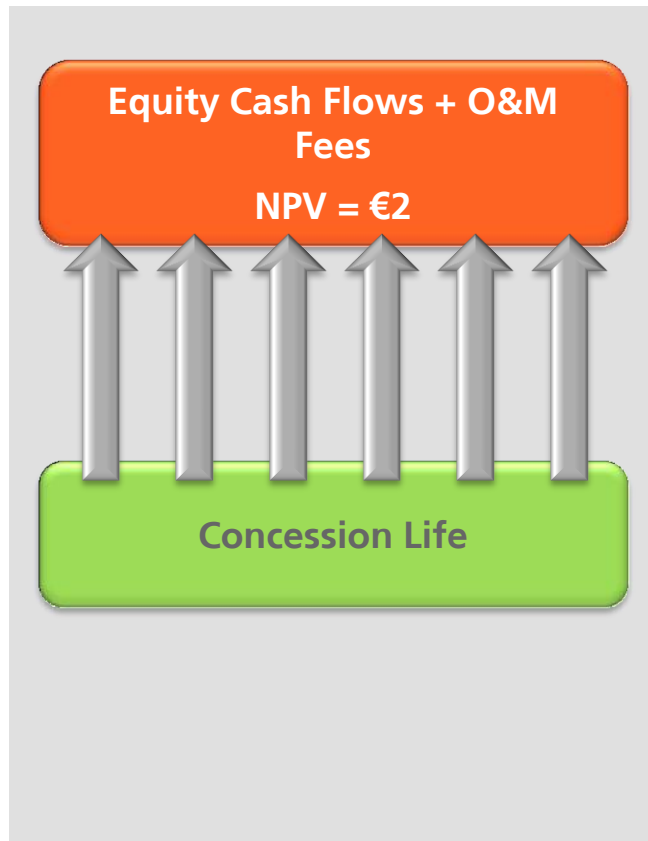 Equity Cash Flows + O&M
Fees
NPV = €2
Concession Life